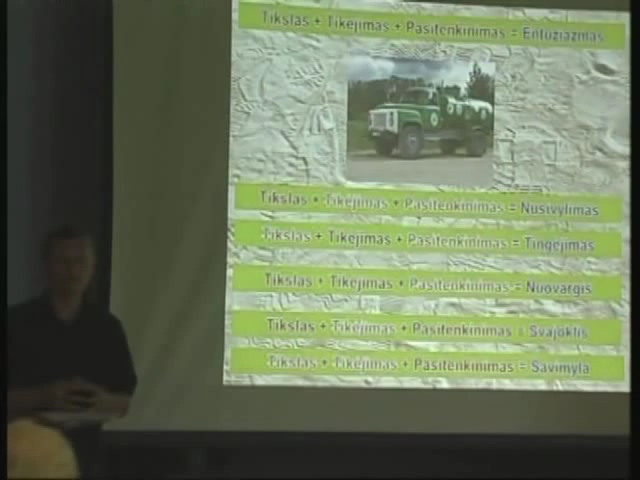 Tikslas + Tikėjimas + Pasitenkinimas = Entuziazmas
Tikslas + Tikėjimas + Pasitenkinimas = Nusivylimas
Tikslas + Tikėjimas + Pasitenkinimas = Tingėjimas
Tikslas + Tikėjimas + Pasitenkinimas = Nuovargis
Tikslas + Tikėjimas + Pasitenkinimas = Svajoklis
Tikslas + Tikėjimas + Pasitenkinimas = Savimyla